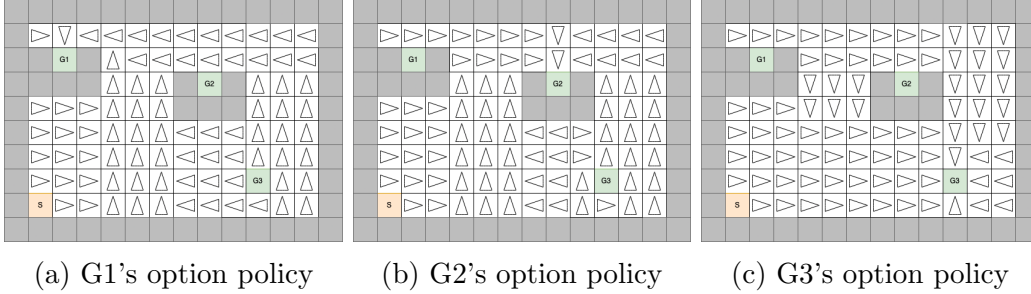 G1
G2
G3
S
G1
G2
G3
S
G1
G2
G3
S
(a) G1's option policy
(b) G2's option policy
(c) G3's option policy